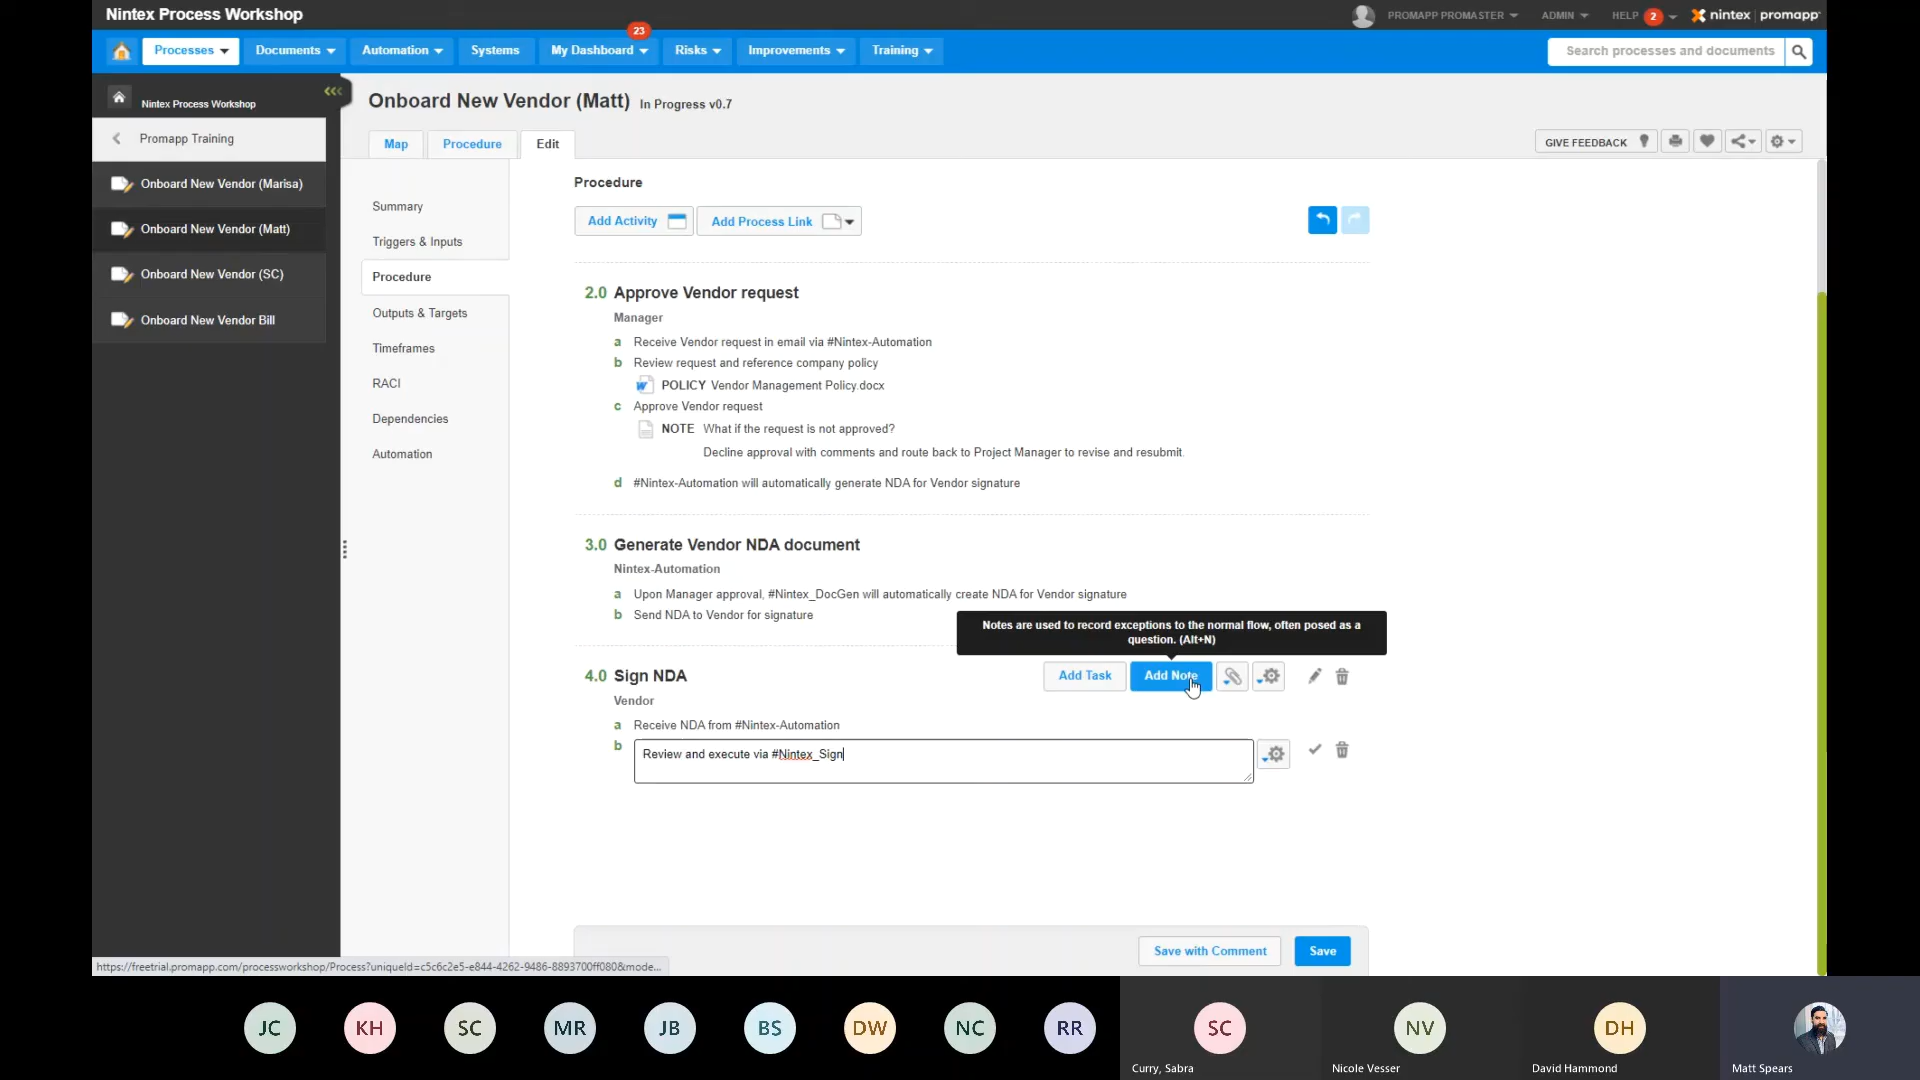 Nintex Process Workshop
PROMAPP PROMASTER
ADMIN
HELP 2
nintex promapp
Processes
Documents
Automation
Systems
My Dashboard
23
Risks
Improvements
Training
Search processes and documents
Nintex Process Workshop
Promapp Training
Onboard New Vendor (Marisa)
Onboard New Vendor (Matt)
Onboard New Vendor (SC)
Onboard New Vendor Bill
Onboard New Vendor (Matt) In Progress v0.7
Map
Procedure
Edit
GIVE FEEDBACK
Summary
Triggers & Inputs
Procedure
Outputs & Targets
Timeframes
RACI
Dependencies
Automation
Procedure
Add Activity
Add Process Link
2.0 Approve Vendor request
Manager
a Receive Vendor request in email via #Nintex-Automation
b Review request and reference company policy
W POLICY Vendor Management Policy.docx
c Approve Vendor request
NOTE What if the request is not approved?
Decline approval with comments and route back to Project Manager to revise and resubmit.
d #Nintex-Automation will automatically generate NDA for Vendor signature
3.0 Generate Vendor NDA document
Nintex-Automation
a Upon Manager approval, #Nintex_DocGen will automatically create NDA for Vendor signature
b Send NDA to Vendor for signature
Notes are used to record exceptions to the normal flow, often posed as a
question. (Alt+N)
4.0 Sign NDA
Add Task
Add Note
Vendor
a Receive NDA from #Nintex-Automation
b Review and execute via #Nintex_Sign
Save with Comment
Save
https://freetrial.promapp.com/processworkshop/Process?uniqueId=c5c6c2e5-e844-4262-9486-8893700ff080&mode...
JC
KH
SC
MR
JB
BS
DW
NC
RR
SC
NV
DH
Curry, Sabra
Nicole Vesser
David Hammond
Matt Spears